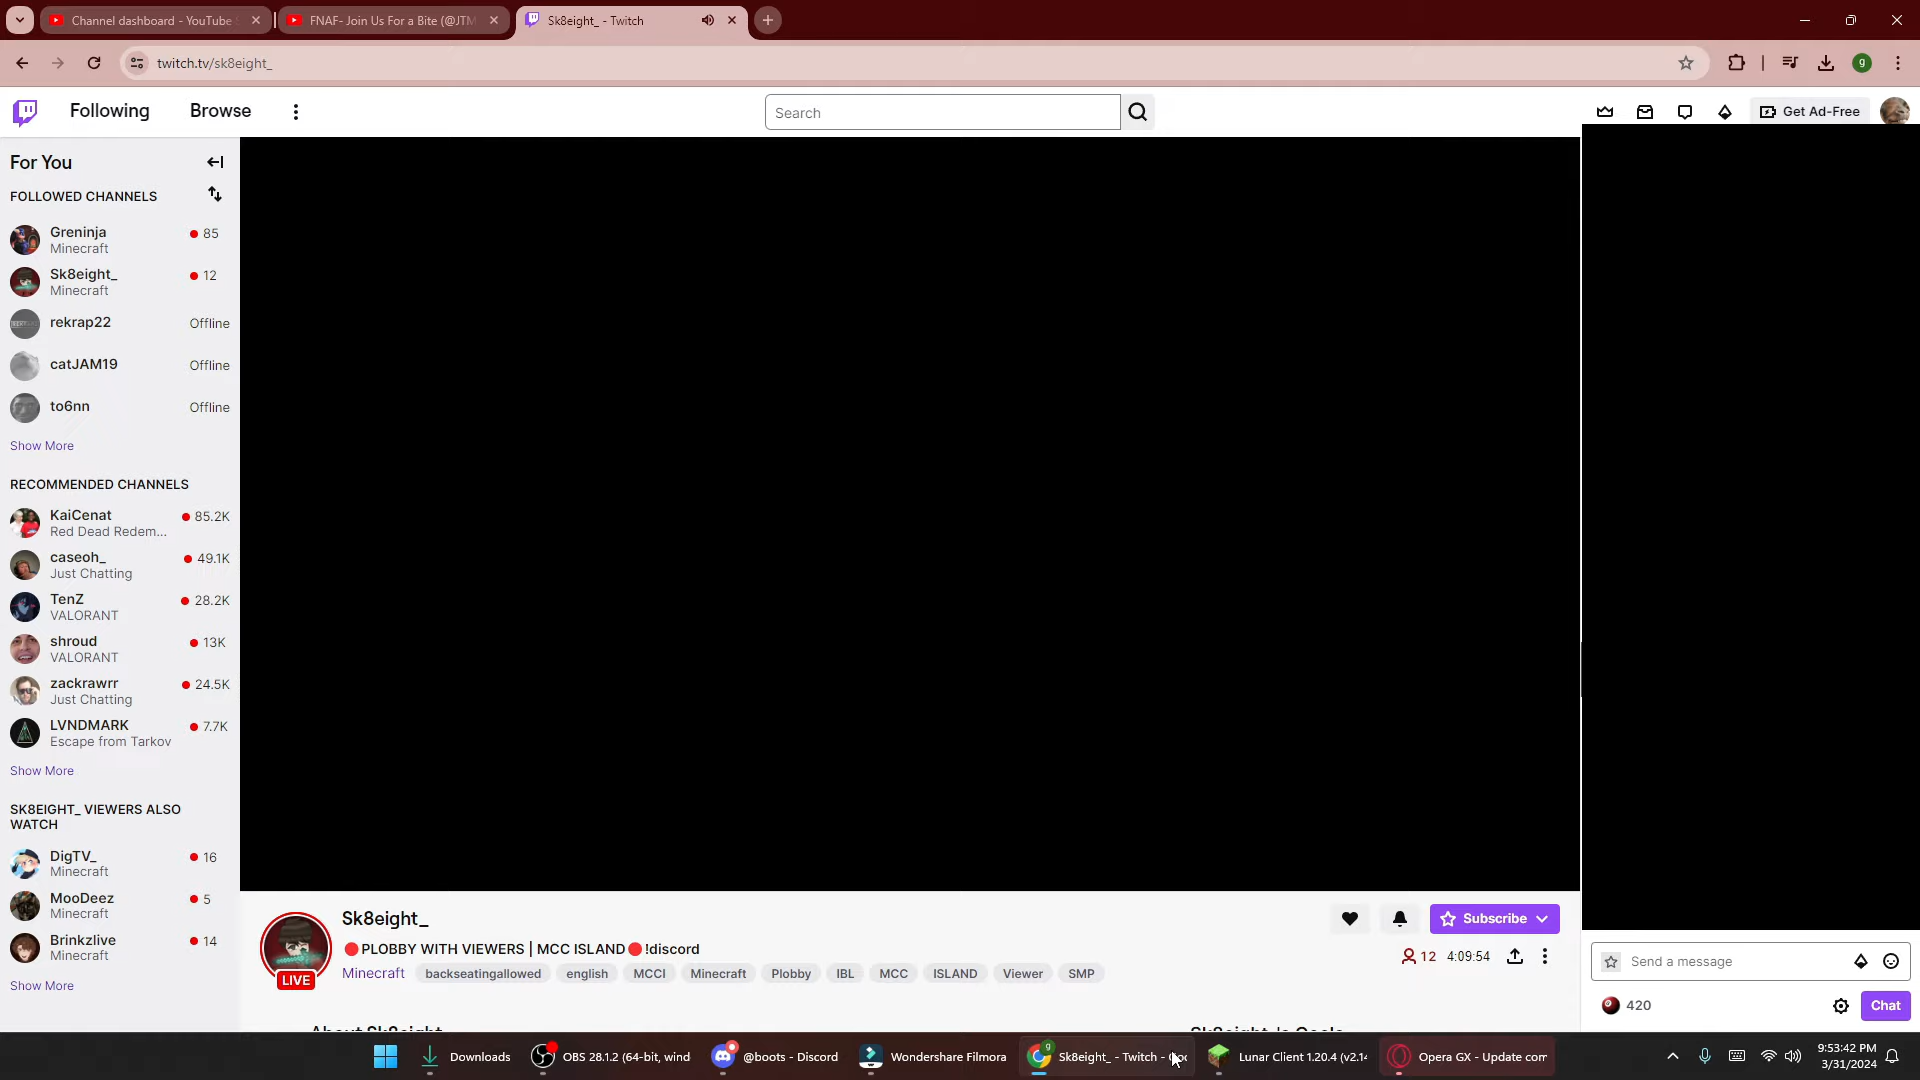 Channel dashboard - YouTube
FNAF- Join Us For a Bite (@JTM
Sk8eight_ - Twitch
twitch.tv/sk8eight_
g
Following
Browse
Search
Get Ad-Free
For You
FOLLOWED CHANNELS
Greninja
85
Minecraft
Sk8eight_
12
Minecraft
rekrap22
Offline
catJAM19
Offline
to6nn
Offline
Show More
RECOMMENDED CHANNELS
KaiCenat
85.2K
Red Dead Redem...
caseoh_
49.1K
Just Chatting
TenZ
28.2K
VALORANT
shroud
13K
VALORANT
zackrawrr
24.5K
Just Chatting
LVNDMARK
7.7K
Escape from Tarkov
Show More
SK8EIGHT_ VIEWERS ALSO
WATCH
DigTV_
16
Minecraft
MooDeez
5
Minecraft
Brinkzlive
14
Minecraft
Show More
LIVE
Sk8eight_
🔴PLOBBY WITH VIEWERS | MCC ISLAND🔴 !discord
Minecraft
backseatingallowed
english
MCCI
Minecraft
Plobby
IBL
MCC
ISLAND
Viewer
SMP
Subscribe
12
4:09:54
Send a message
420
Chat
Downloads
OBS 28.1.2 (64-bit, wind
@boots - Discord
Wondershare Filmora
g
Sk8eight_ - Twitch -
Lunar Client 1.20.4 (v2.14
Opera GX - Update com
9:53:42 PM
3/31/2024